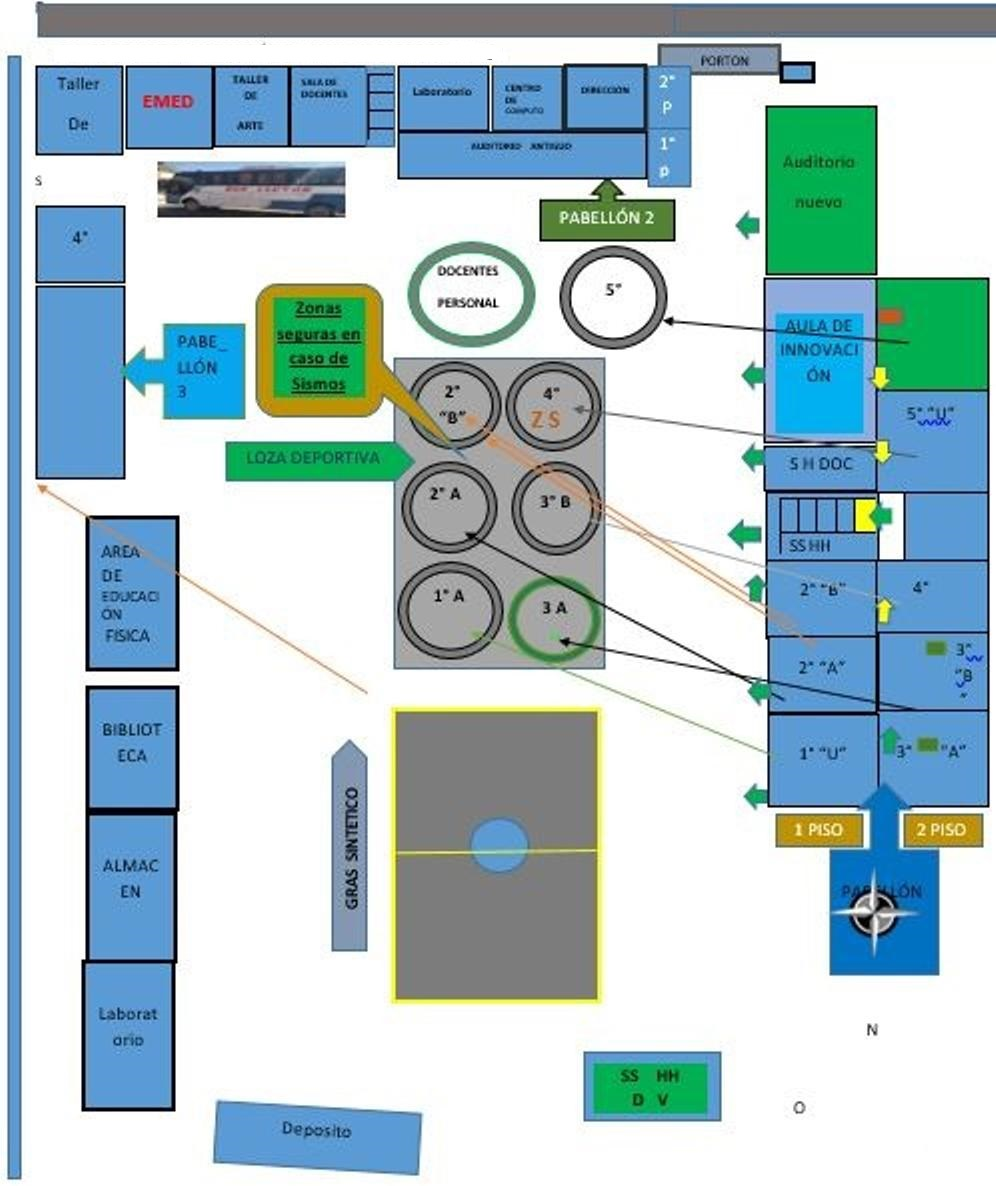 PORTON
Taller
De
EMED
TALLER
DE
ARTE
SALA DE
DOCENTES
Laboratorio
CENTRO
DE
COMPUTO
DIRECCIÓN
2°
P
AUDITORIO ANTIGUO
1°
p
S
PABELLÓN 2
Auditorio
nuevo
4°
DOCENTES
PERSONAL
5°
Zonas
seguras en
caso de
Sismos
PABE_
LLÓN
3
AULA DE
INNOVACI
ÓN
2°
"B"
4°
Z S
5° "U"
LOZA DEPORTIVA
S H DOC
2° A
3° B
SS HH
AREA
DE
EDUCACI
ÓN
FISICA
1° A
3 A
2° "B"
4°
2° "A"
3°
"B
"
BIBLIOT
ECA
1° "U"
3° "A"
GRAS SINTETICO
1 PISO
2 PISO
ALMAC
EN
PABELLÓN
Laborat
orio
N
SS HH
D V
O
Deposito